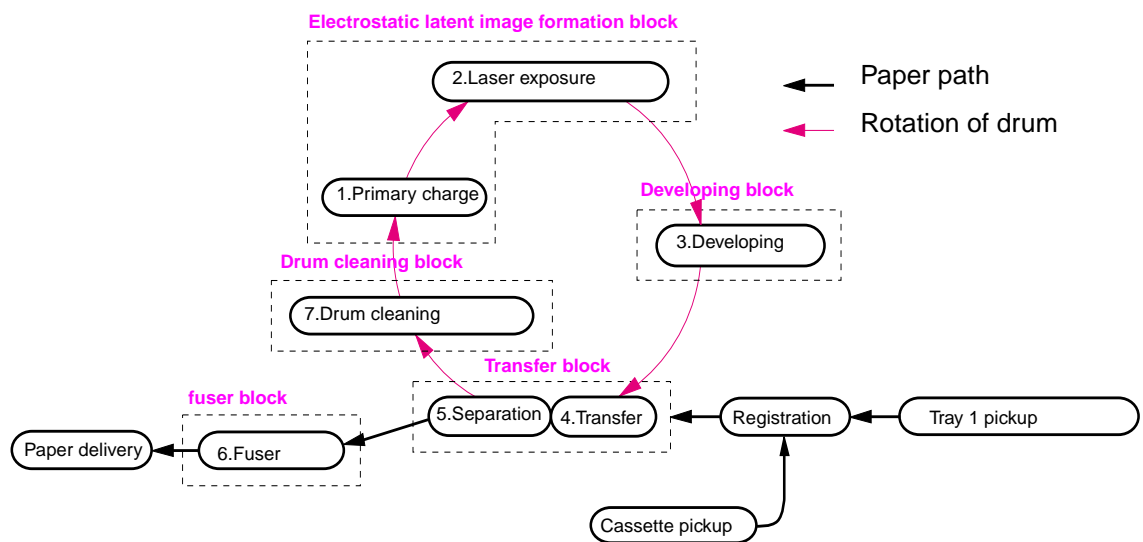 Electrostatic latent image formation block
2.Laser exposure
Paper path
Rotation of drum
1.Primary charge
Developing block
3.Developing
Drum cleaning block
7.Drum cleaning
Transfer block
fuser block
5.Separation
4.Transfer
Registration
Tray 1 pickup
Paper delivery
6.Fuser
Cassette pickup